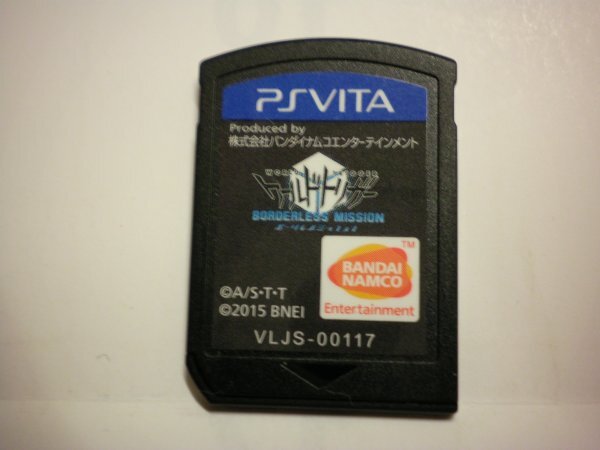 PSVITA
Produced by
株式会社バンダイナムコエンターテインメント
ワールドトリガー
BORDERLESS MISSION
BANDAI
NAMCO
TM
Entertainment
©A/S・T・T
©2015 BNEI
VLJS-00117